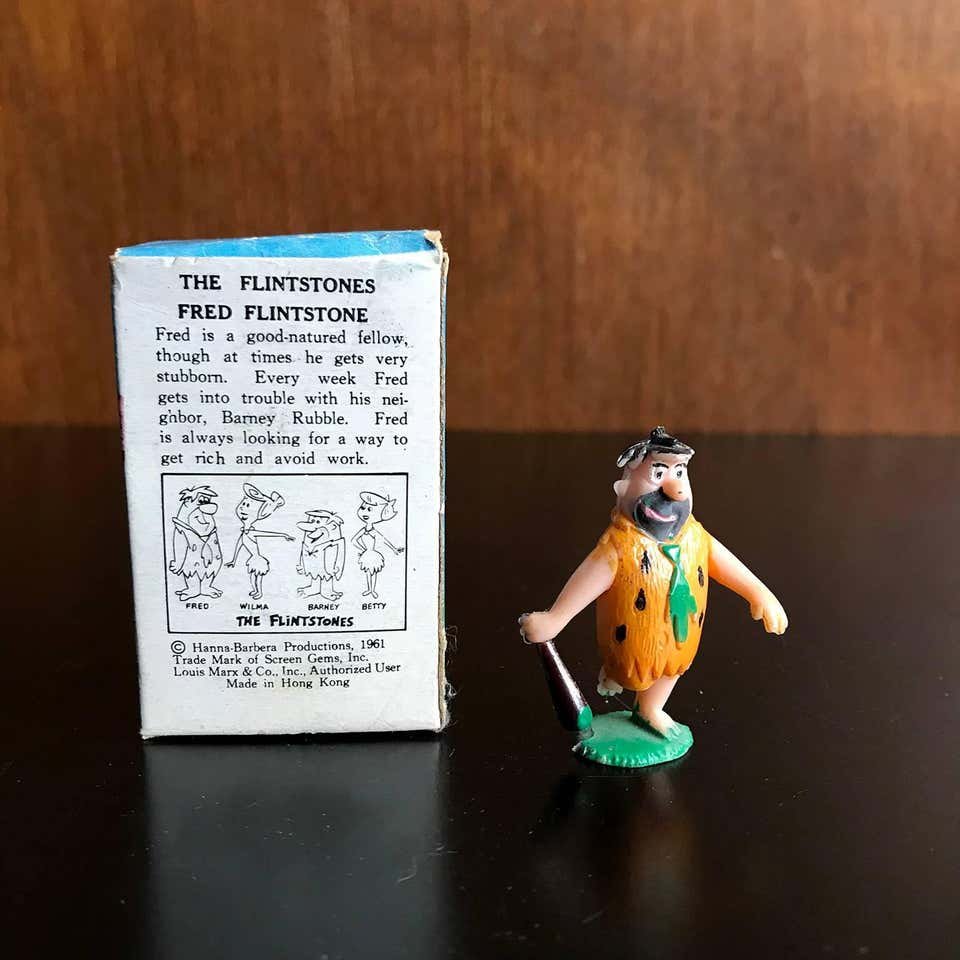 THE FLINTSTONES
FRED FLINTSTONE
Fred is a good-natured fellow,
though at times he gets very
stubborn. Every week Fred
gets into trouble with his nei-
ghbor, Barney Rubble. Fred
is always looking for a way to
get rich and avoid work.
FRED WILMA BARNEY BETTY
THE FLINTSTONES
© Hanna-Barbera Productions, 1961
Trade Mark of Screen Gems, Inc.
Louis Marx & Co., Inc., Authorized User
Made in Hong Kong